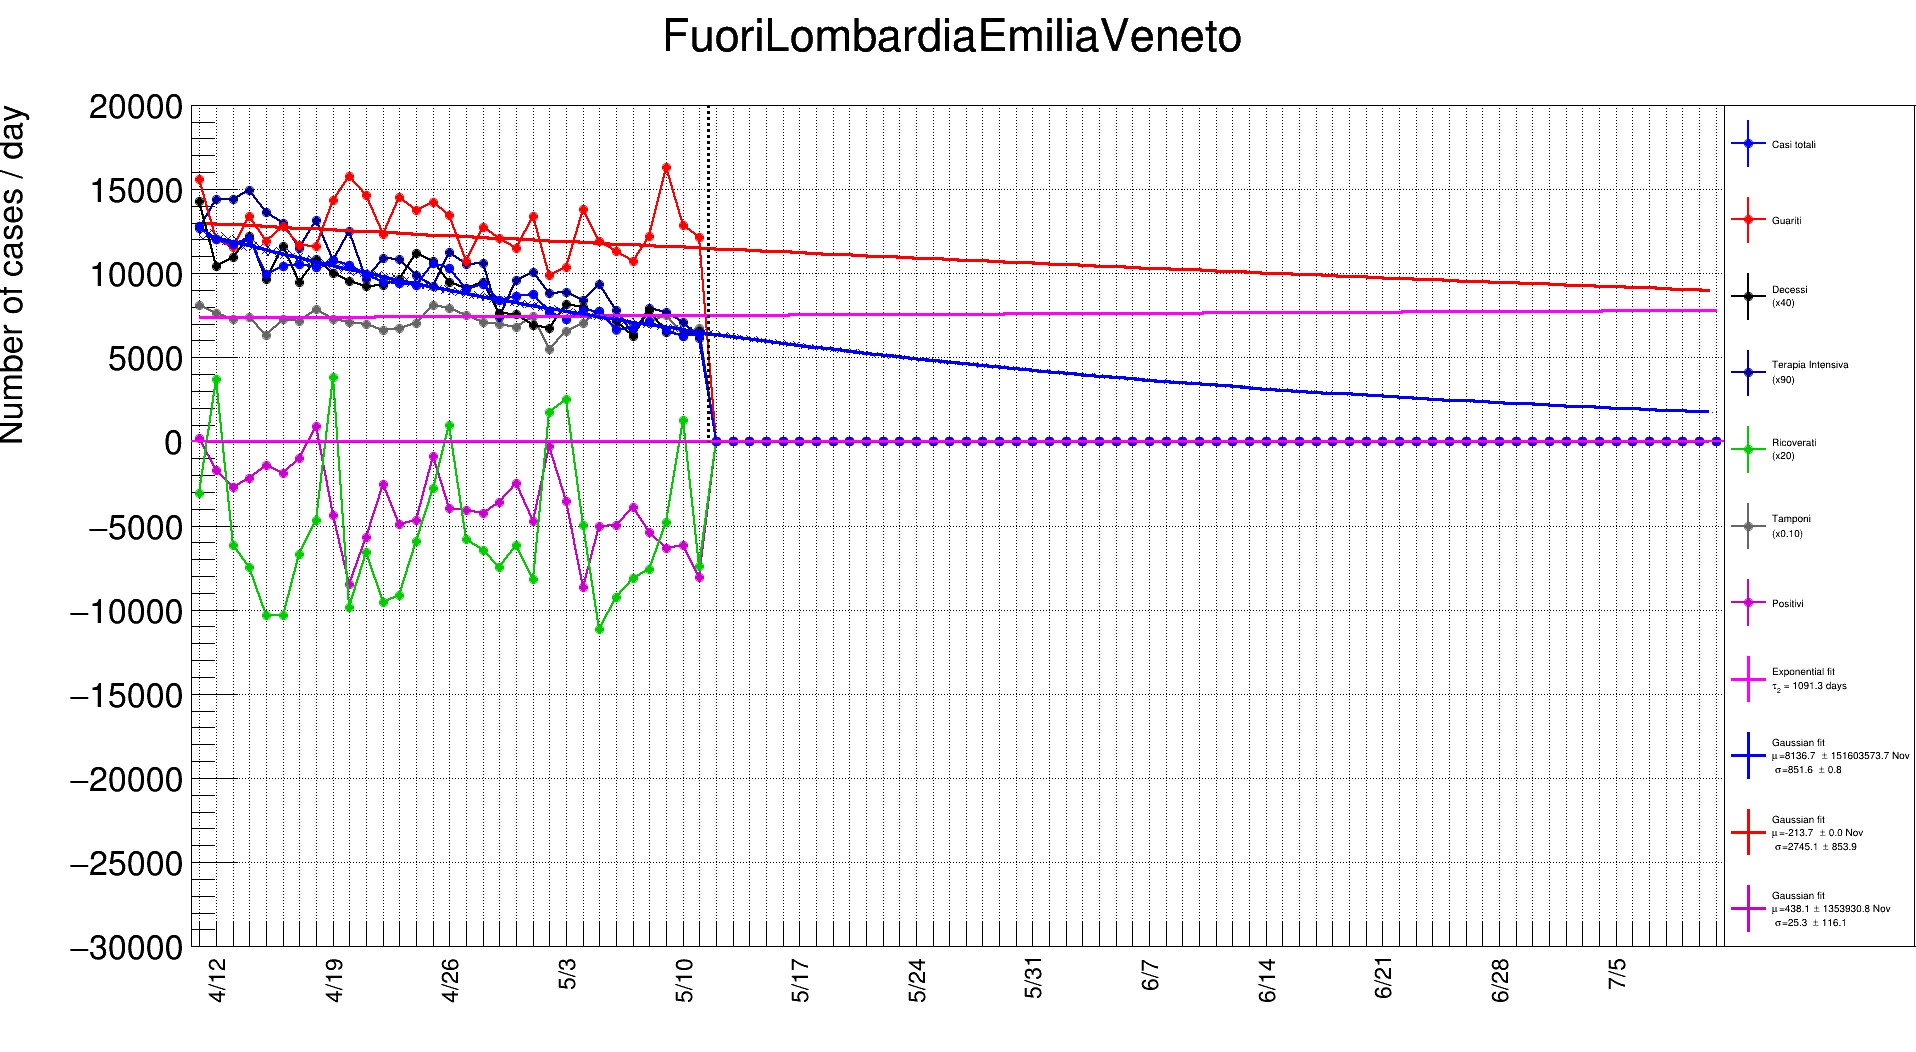 FuoriLombardiaEmiliaVeneto
Number of cases / day
20000
15000
10000
5000
0
−5000
−10000
−15000
−20000
−25000
−30000
4/12
4/19
4/26
5/3
5/10
5/17
5/24
5/31
6/7
6/14
6/21
6/28
7/5
Casi totali
Guariti
Decessi
(x40)
Terapia Intensiva
(x90)
Ricoverati
(x20)
Tamponi
(x0.10)
Positivi
Exponential fit
τ2 = 1091.3 days
Gaussian fit
μ=8136.7 ± 151603573.7 Nov
σ=851.6 ± 0.8
Gaussian fit
μ=-213.7 ± 0.0 Nov
σ=2745.1 ± 853.9
Gaussian fit
μ=438.1 ± 1353930.8 Nov
σ=25.3 ± 116.1